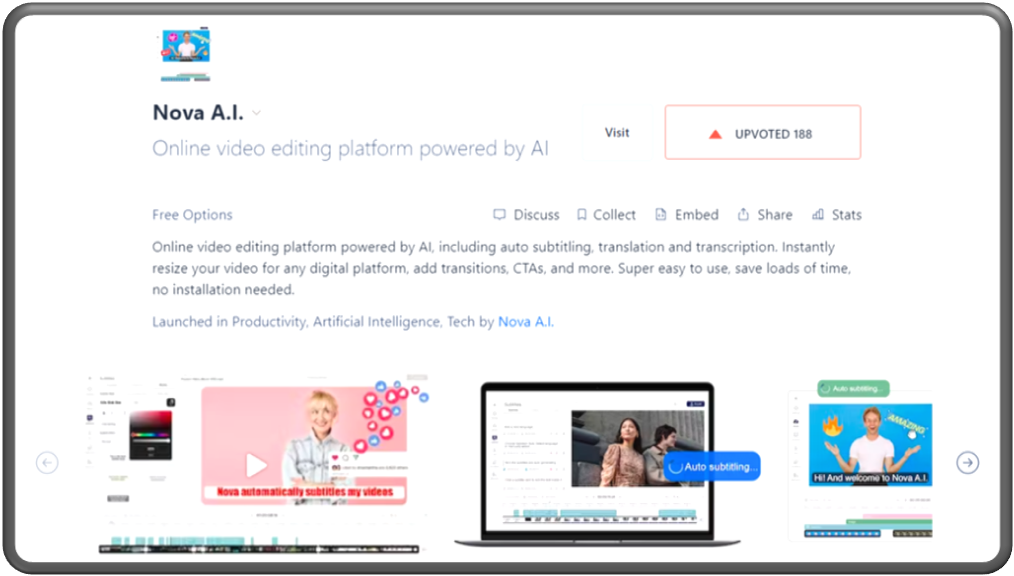 Nova A.I.
Online video editing platform powered by AI
Visit
UPVOTED 188
Free Options
Discuss
Collect
Embed
Share
Stats
Online video editing platform powered by AI, including auto subtitling, translation and transcription. Instantly
resize your video for any digital platform, add transitions, CTAs, and more. Super easy to use, save loads of time,
no installation needed.
Launched in Productivity, Artificial Intelligence, Tech by Nova A.I.
Nova automatically subtitles my videos
Auto subtitling...
Auto subtitling...
AMAZING
Hi! And welcome to Nova A.I.